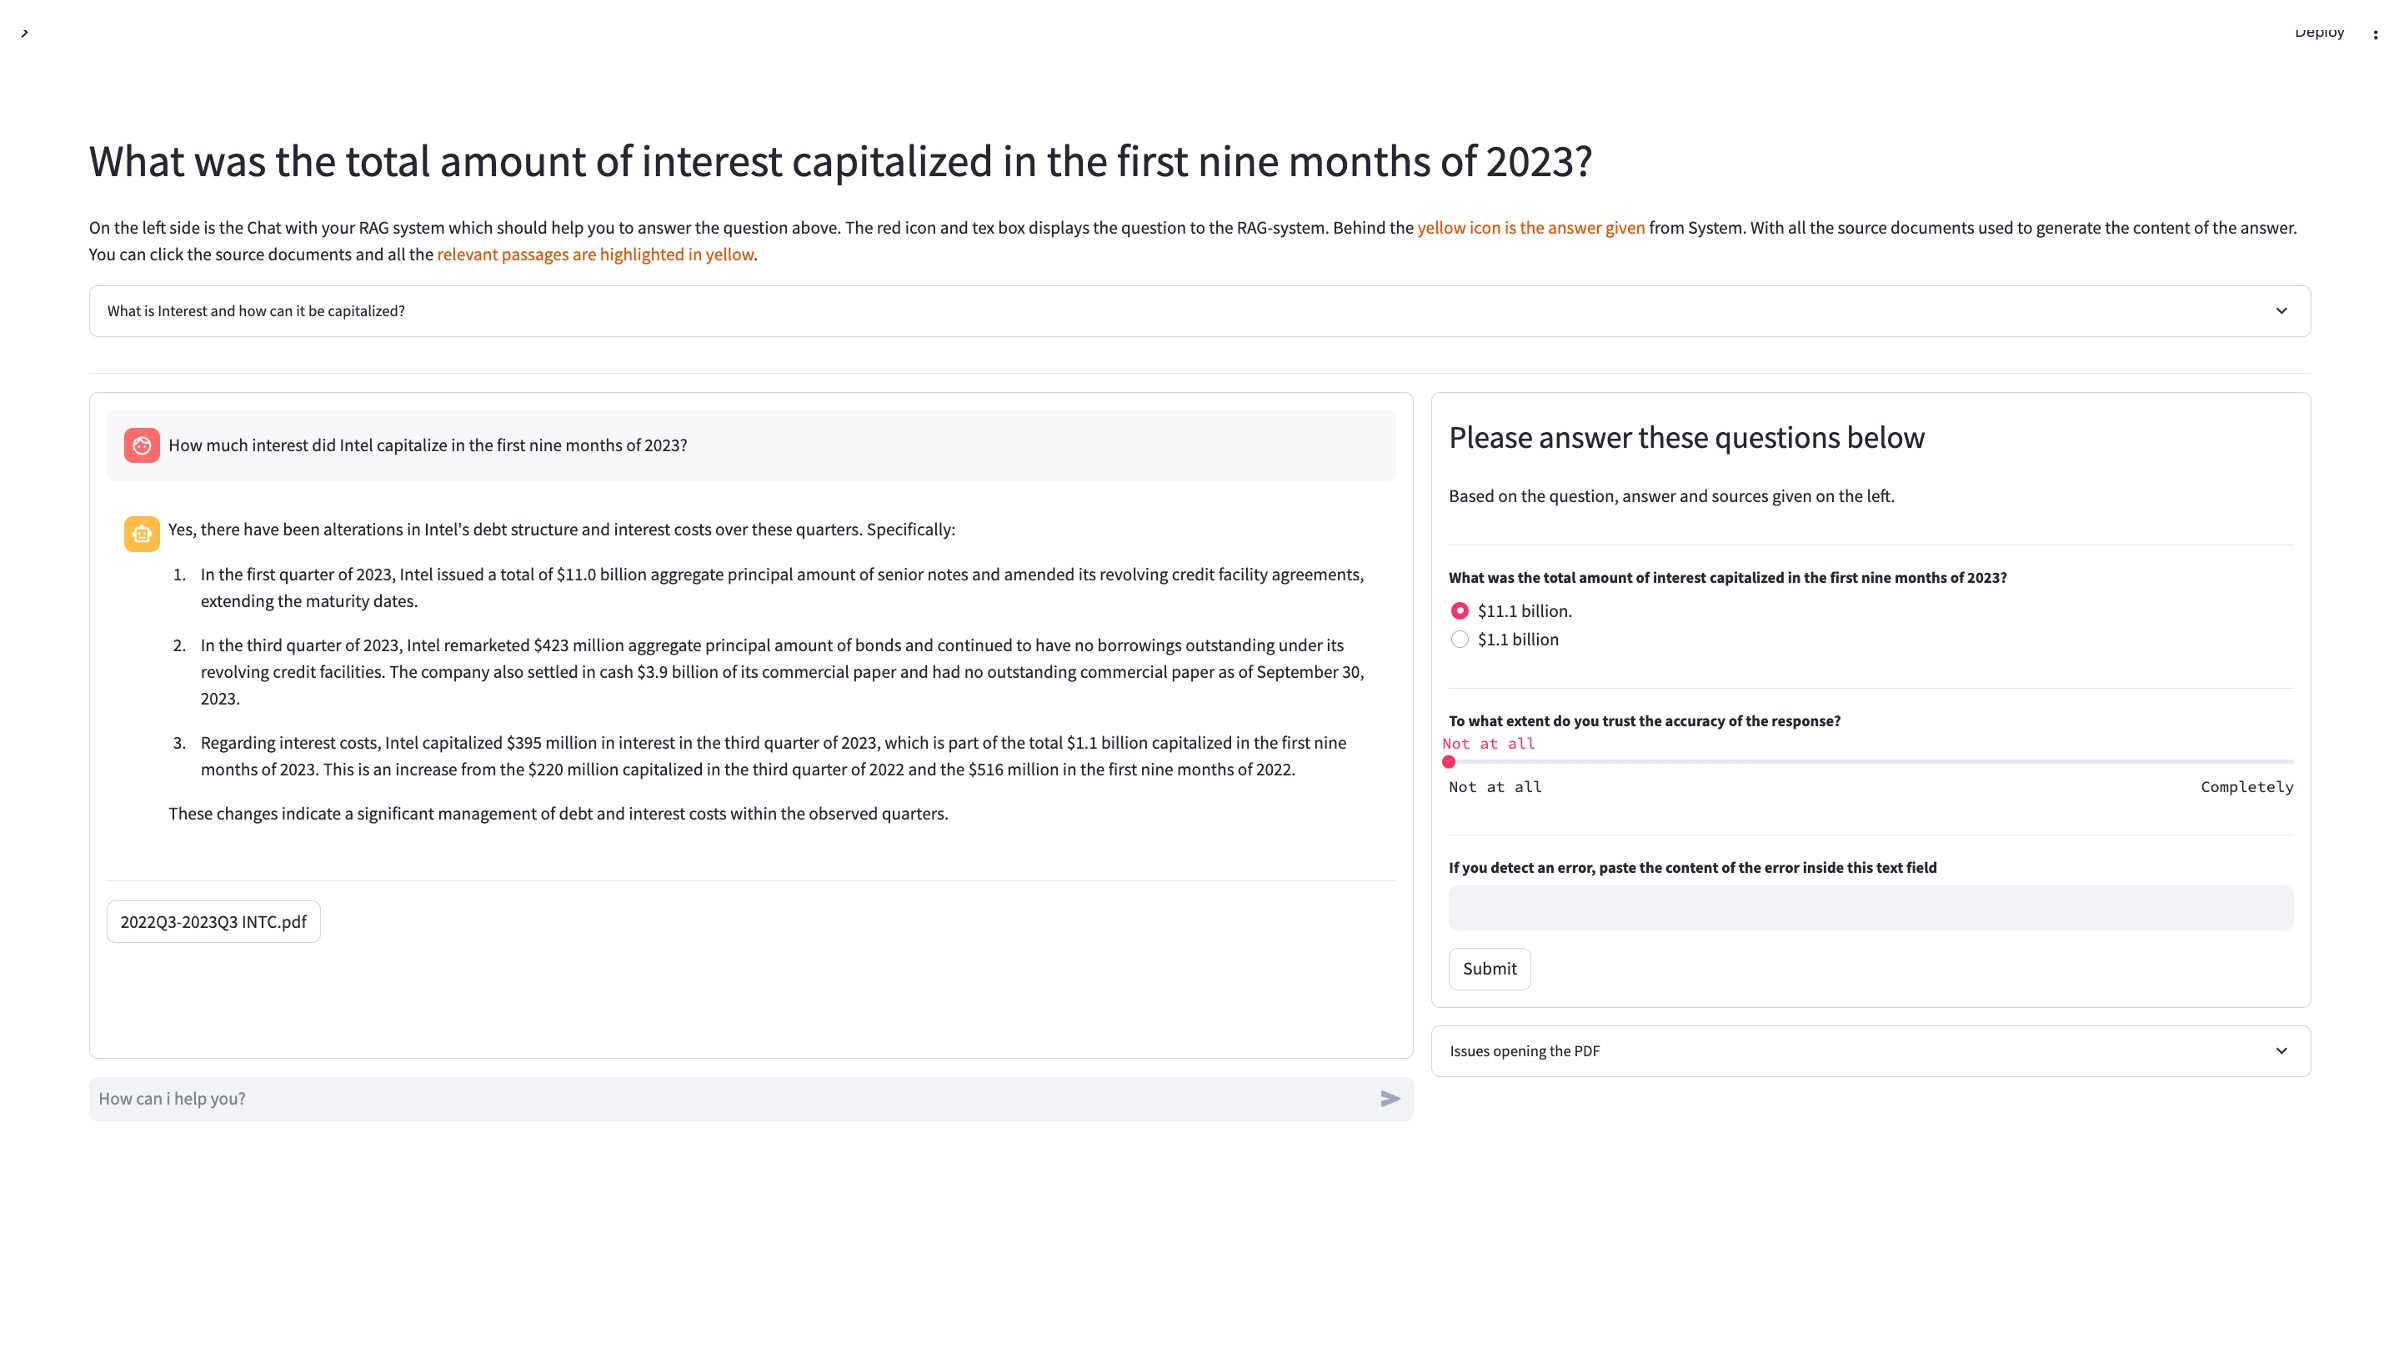 Deploy
What was the total amount of interest capitalized in the first nine months of 2023?
On the left side is the Chat with your RAG system which should help you to answer the question above. The red icon and tex box displays the question to the RAG-system. Behind the yellow icon is the answer given from System. With all the source documents used to generate the content of the answer.
You can click the source documents and all the relevant passages are highlighted in yellow.
What is Interest and how can it be capitalized?
How much interest did Intel capitalize in the first nine months of 2023?
Yes, there have been alterations in Intel's debt structure and interest costs over these quarters. Specifically:
1. In the first quarter of 2023, Intel issued a total of $11.0 billion aggregate principal amount of senior notes and amended its revolving credit facility agreements,
extending the maturity dates.
2. In the third quarter of 2023, Intel remarketed $423 million aggregate principal amount of bonds and continued to have no borrowings outstanding under its
revolving credit facilities. The company also settled in cash $3.9 billion of its commercial paper and had no outstanding commercial paper as of September 30,
2023.
3. Regarding interest costs, Intel capitalized $395 million in interest in the third quarter of 2023, which is part of the total $1.1 billion capitalized in the first nine
months of 2023. This is an increase from the $220 million capitalized in the third quarter of 2022 and the $516 million in the first nine months of 2022.
These changes indicate a significant management of debt and interest costs within the observed quarters.
2022Q3-2023Q3 INTC.pdf
How can i help you?
Please answer these questions below
Based on the question, answer and sources given on the left.
What was the total amount of interest capitalized in the first nine months of 2023?
$11.1 billion.
$1.1 billion
To what extent do you trust the accuracy of the response?
Not at all
Not at all Completely
If you detect an error, paste the content of the error inside this text field
Submit
Issues opening the PDF